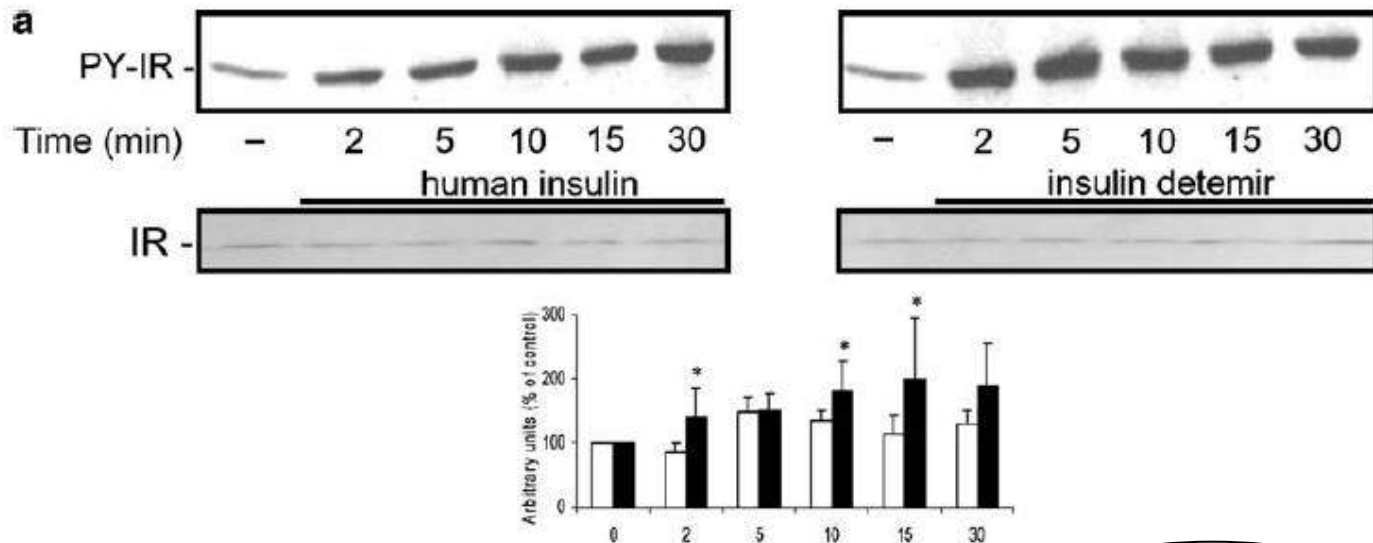 a
PY-IR -
Time (min) – 2 5 10 15 30 – 2 5 10 15 30
human insulin insulin detemir
IR -
Arbitrary units (% of control)
300
* * *
200
100
0
0 2 5 10 15 30